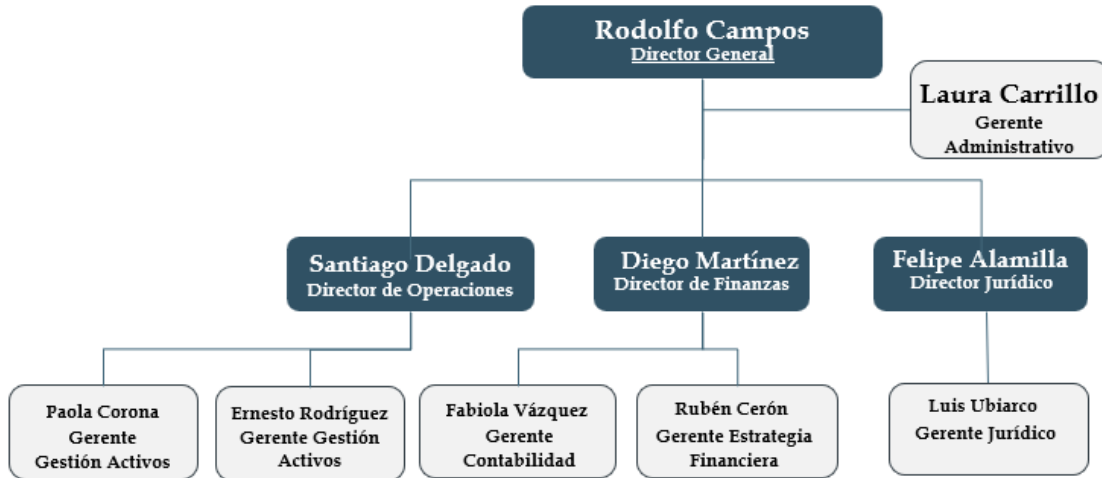 Rodolfo Campos
Director General
Laura Carrillo
Gerente
Administrativo
Santiago Delgado
Director de Operaciones
Diego Martínez
Director de Finanzas
Felipe Alamilla
Director Jurídico
Paola Corona
Gerente
Gestión Activos
Ernesto Rodríguez
Gerente Gestión
Activos
Fabiola Vázquez
Gerente
Contabilidad
Rubén Cerón
Gerente Estrategia
Financiera
Luis Ubiarco
Gerente Jurídico